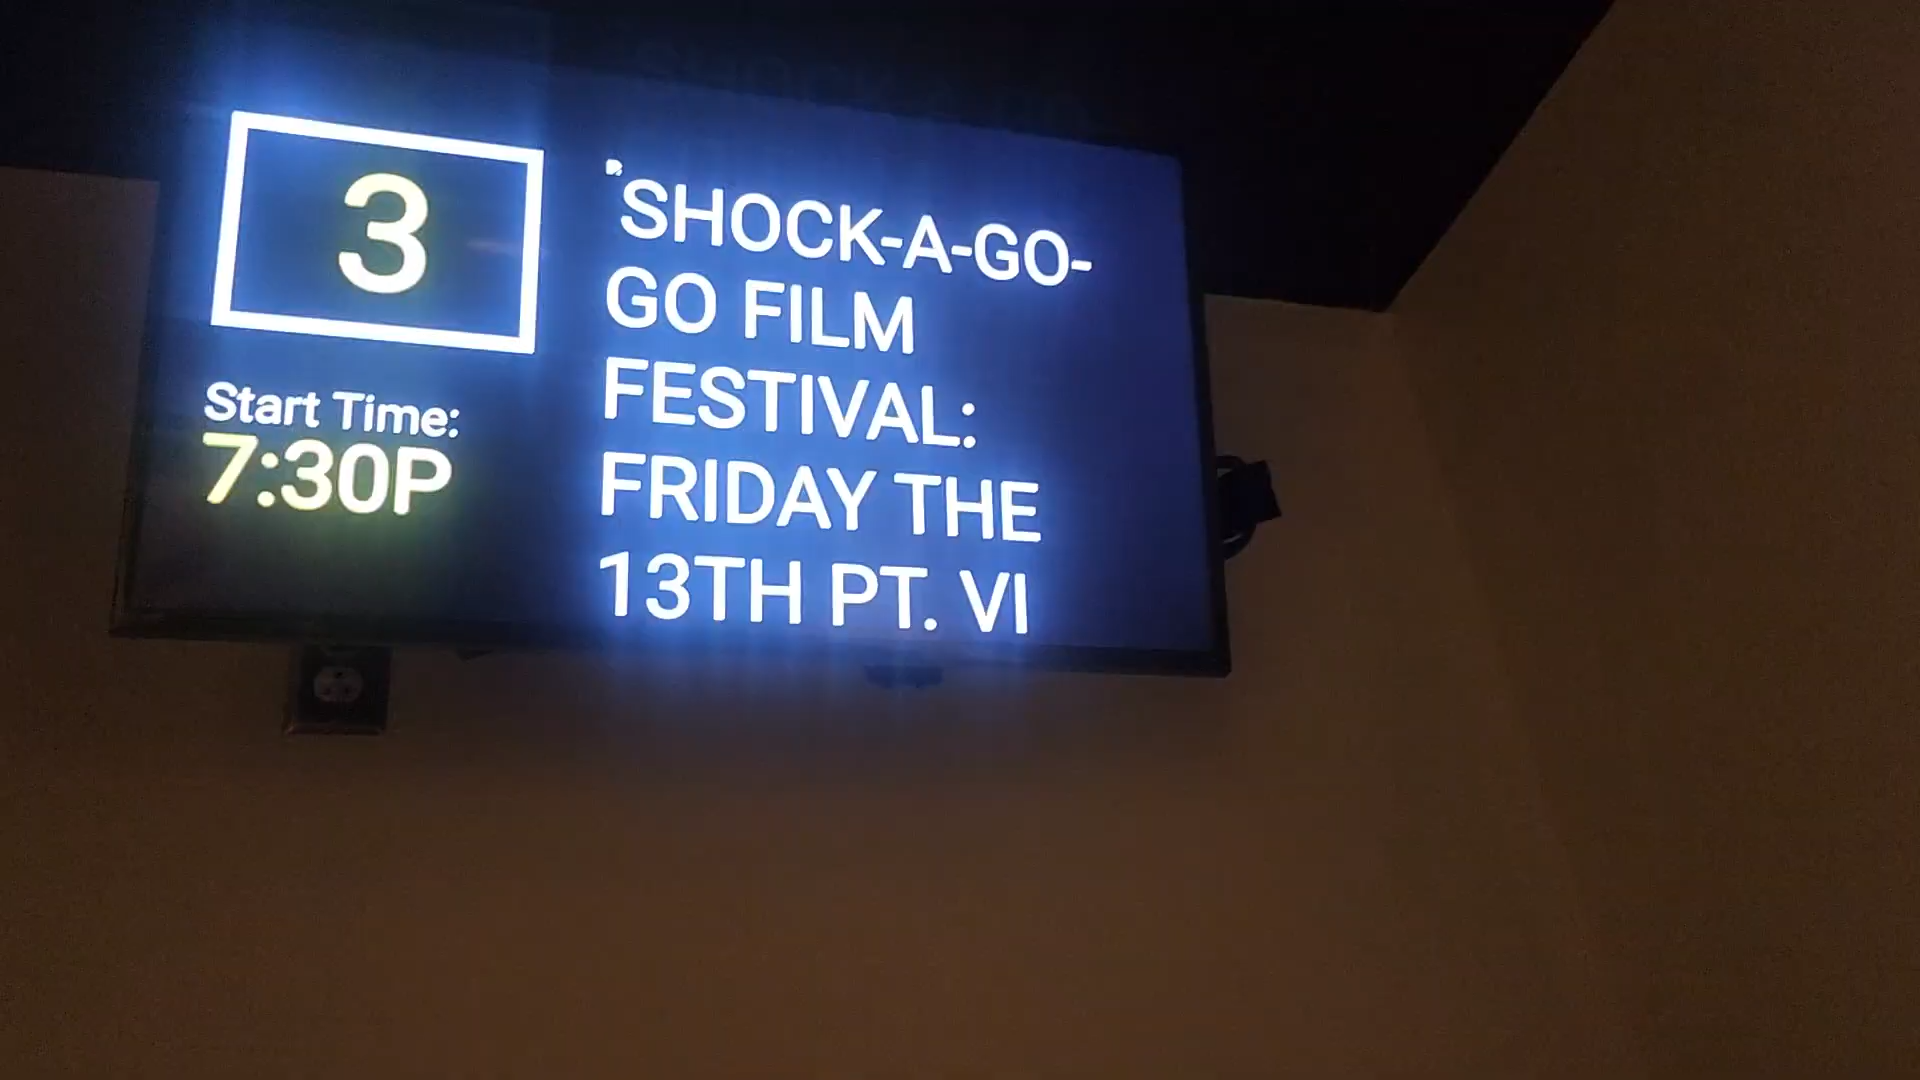 3
Start Time:
7:30P
SHOCK-A-GO-
GO FILM
FESTIVAL:
FRIDAY THE
13TH PT. VI